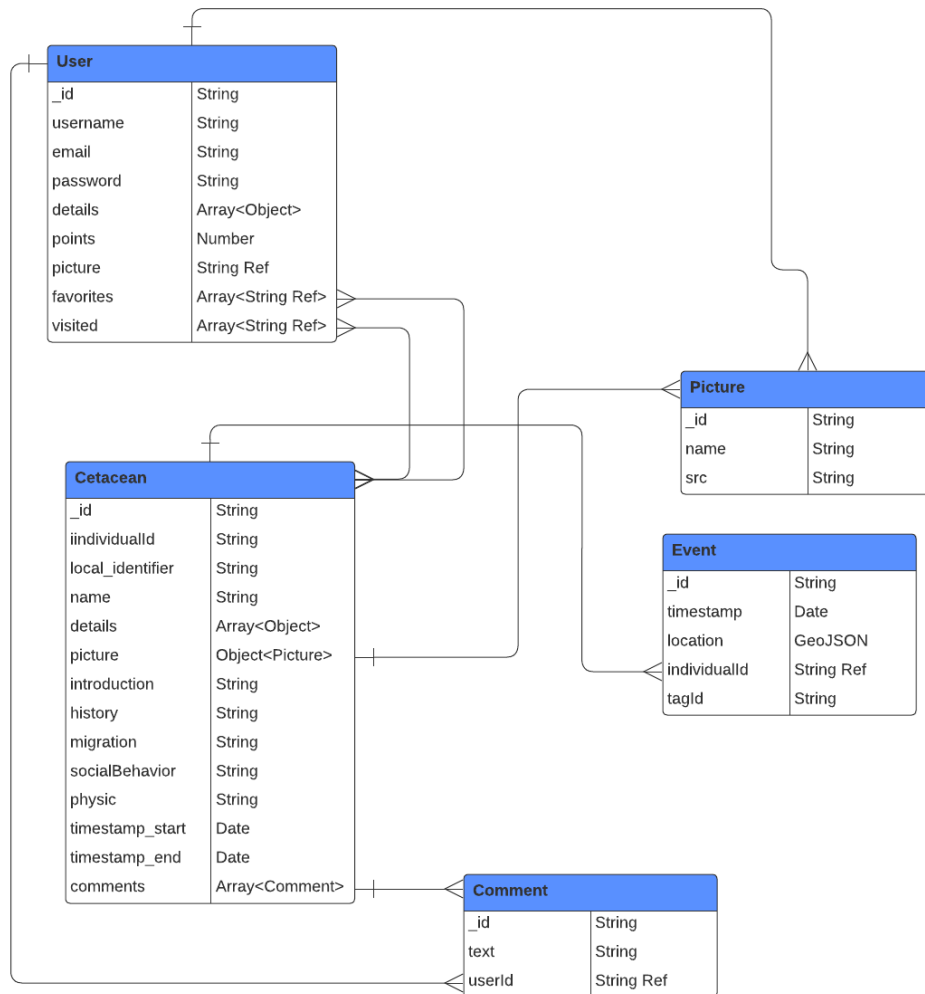 User
_id String
username String
email String
password String
details Array<Object>
points Number
picture String Ref
favorites Array<String Ref>
visited Array<String Ref>
Picture
_id String
name String
src String
Cetacean
_id String
iindividualId String
local_identifier String
name String
details Array<Object>
picture Object<Picture>
introduction String
history String
migration String
socialBehavior String
physic String
timestamp_start Date
timestamp_end Date
comments Array<Comment>
Event
_id String
timestamp Date
location GeoJSON
individualId String Ref
tagId String
Comment
_id String
text String
userId String Ref